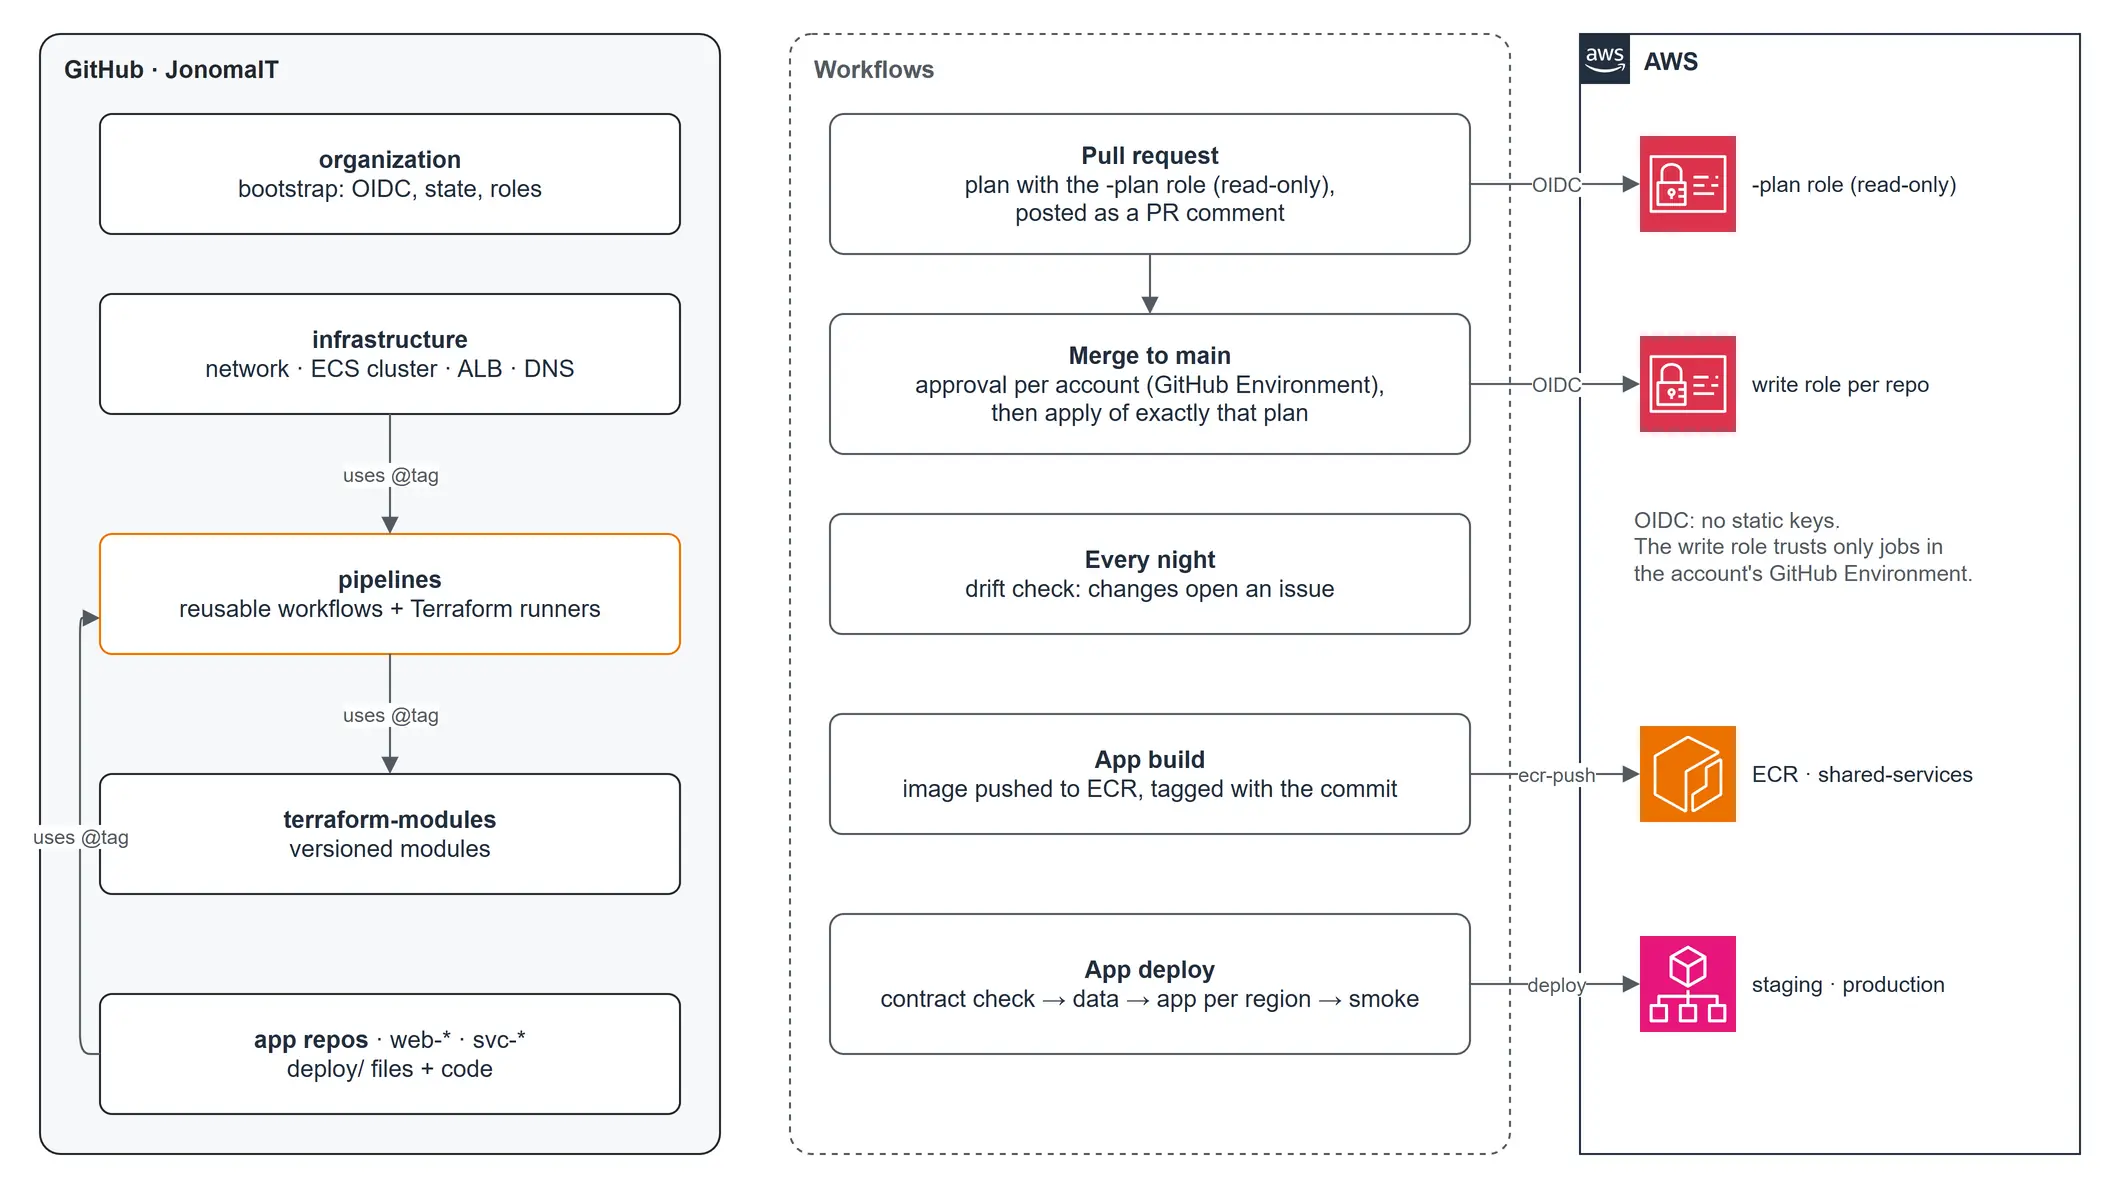 GitHub · JonomaIT
organization
bootstrap: OIDC, state, roles
infrastructure
network · ECS cluster · ALB · DNS
uses @tag
pipelines
reusable workflows + Terraform runners
uses @tag
terraform-modules
versioned modules
uses @tag
app repos · web-* · svc-*
deploy/ files + code
Workflows
Pull request
plan with the -plan role (read-only),
posted as a PR comment
Merge to main
approval per account (GitHub Environment),
then apply of exactly that plan
Every night
drift check: changes open an issue
App build
image pushed to ECR, tagged with the commit
App deploy
contract check → data → app per region → smoke
OIDC
OIDC
ecr-push
deploy
aws
AWS
-plan role (read-only)
write role per repo
OIDC: no static keys.
The write role trusts only jobs in
the account's GitHub Environment.
ECR · shared-services
staging · production